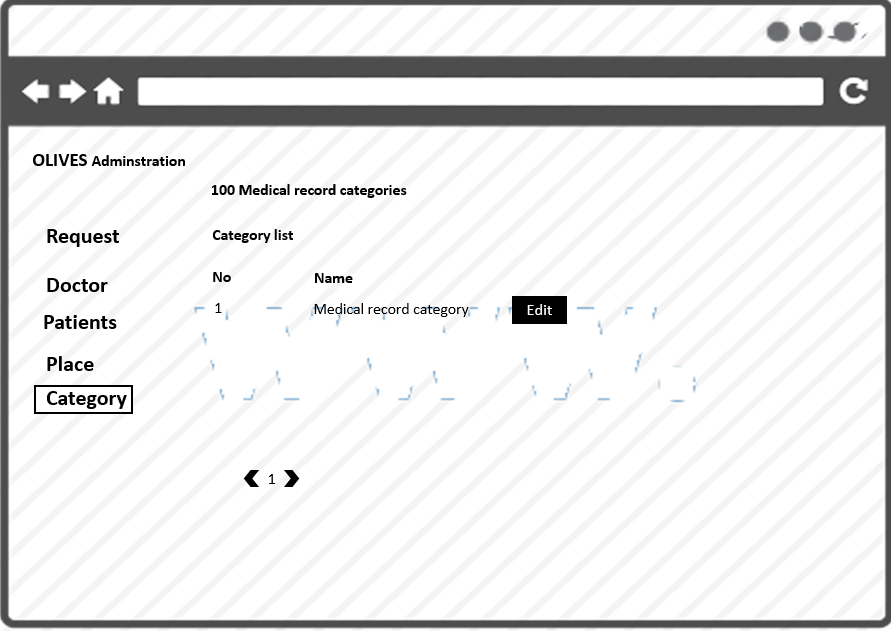 OLIVES Adminstration
100 Medical record categories
Request
Category list
Doctor
No Name
1 Medical record category Edit
Patients
Place
Category
1